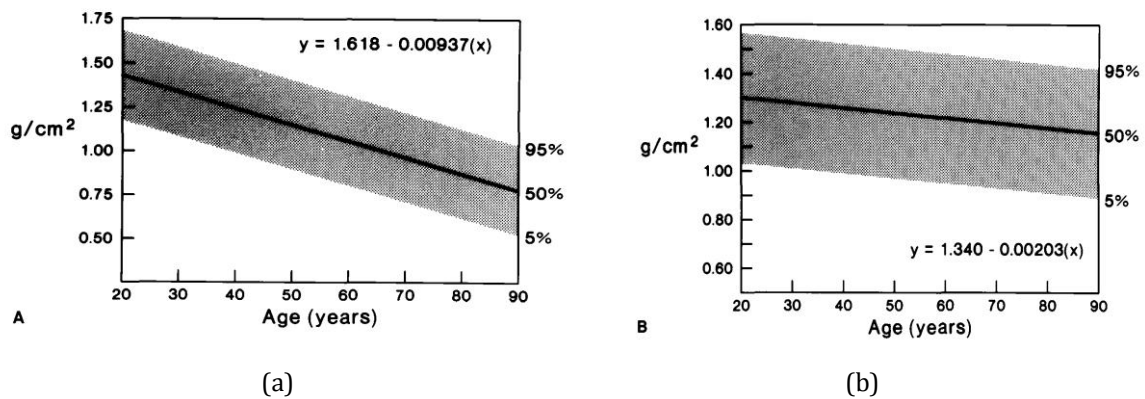 1.75
1.50
1.25
g/cm²
1.00
0.75
0.50
y = 1.618 - 0.00937(x)
95%
50%
5%
20 30 40 50 60 70 80 90
Age (years)
A
(a)
1.60
1.40
1.20
g/cm²
1.00
0.80
0.60
95%
50%
5%
y = 1.340 - 0.00203(x)
20 30 40 50 60 70 80 90
Age (years)
B
(b)